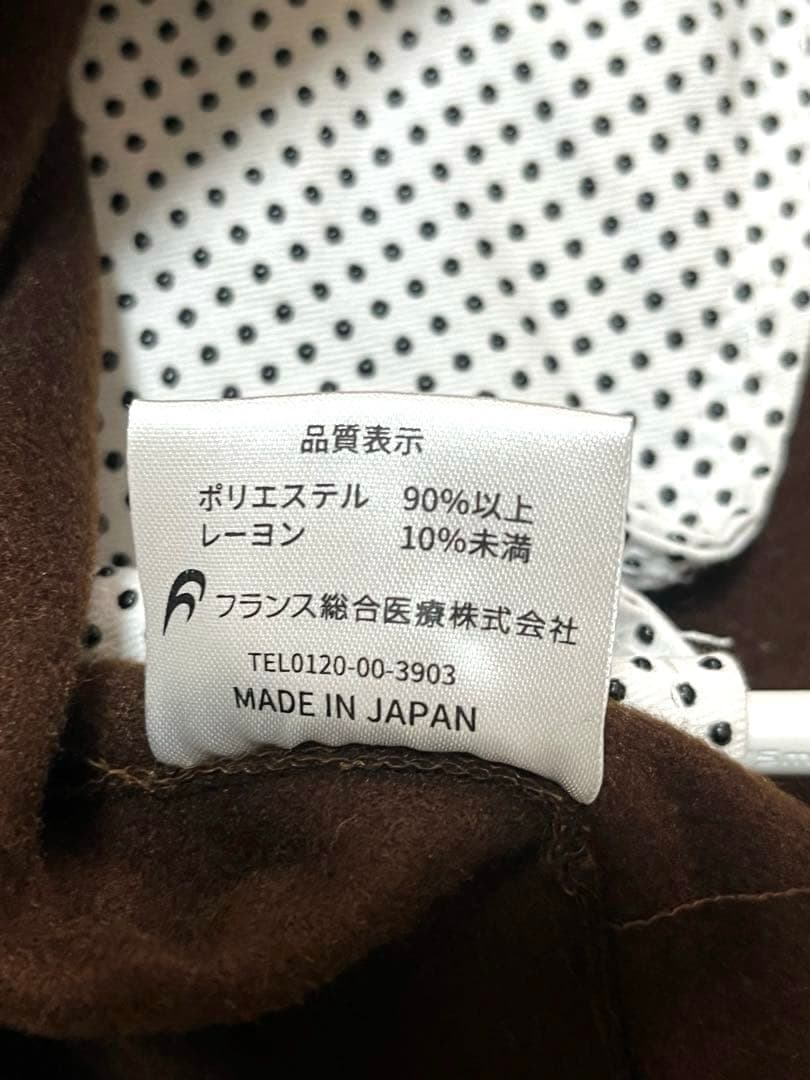 品質表示
ポリエステル 90%以上
レーヨン 10%未満
フランス総合医療株式会社
TEL0120-00-3903
MADE IN JAPAN